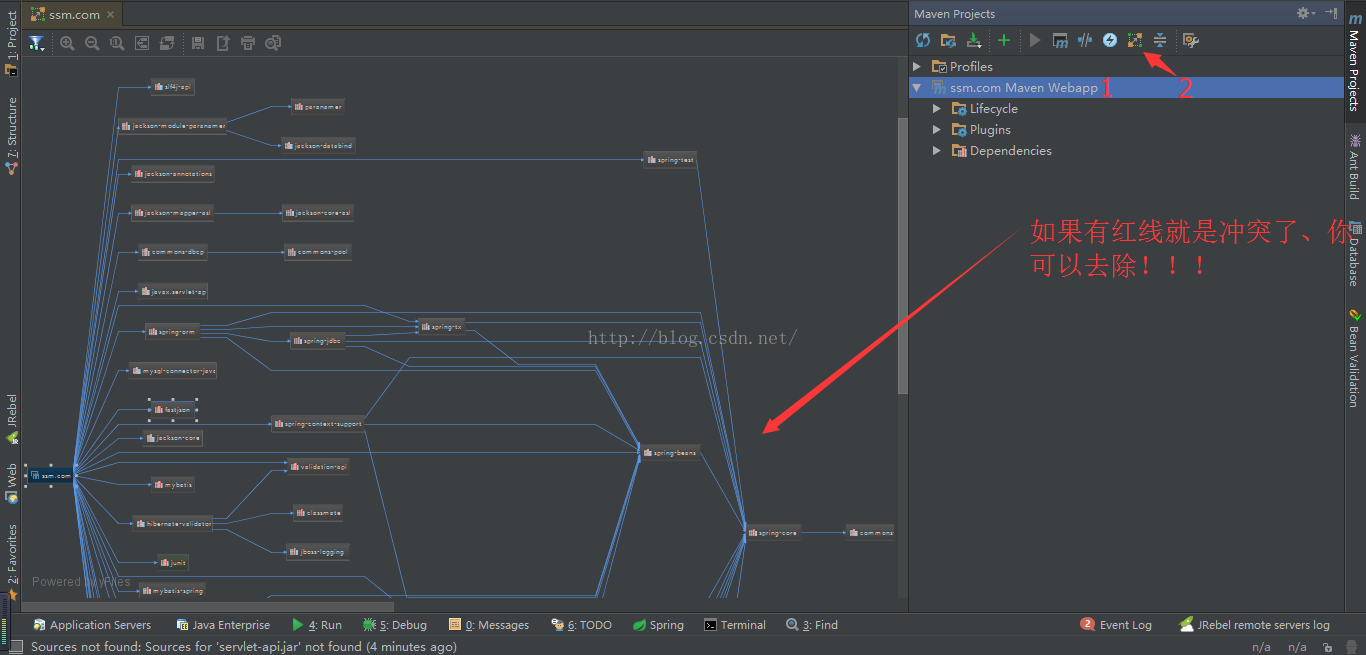 ssm.com
Maven Projects
1: Project
7: Structure
JRebel
Web
2: Favorites
Maven Projects
Ant Build
Database
Bean Validation
Profiles
ssm.com Maven Webapp 1
2
Lifecycle
Plugins
Dependencies
如果有红线就是冲突了、你
可以去除！！！
slf4j-api
paranamer
jackson-module-paranamer
jackson-databind
spring-test
jackson-annotations
jackson-mapper-asl
jackson-core-asl
commons-dbcp
commons-pool
javax.servlet-api
spring-orm
spring-tx
spring-jdbc
http://blog.csdn.net/
mysql-connector-java
fastjson
spring-context-support
jackson-core
spring-beans
validation-api
ssm.com
mybatis
classmate
hibernate-validator
spring-core
commons
jboss-logging
junit
Powered by yFiles
mybatis-spring
Application Servers
Java Enterprise
4: Run
5: Debug
0: Messages
6: TODO
Spring
Terminal
3: Find
2 Event Log
JRebel remote servers log
Sources not found: Sources for 'servlet-api.jar' not found (4 minutes ago)
n/a
n/a